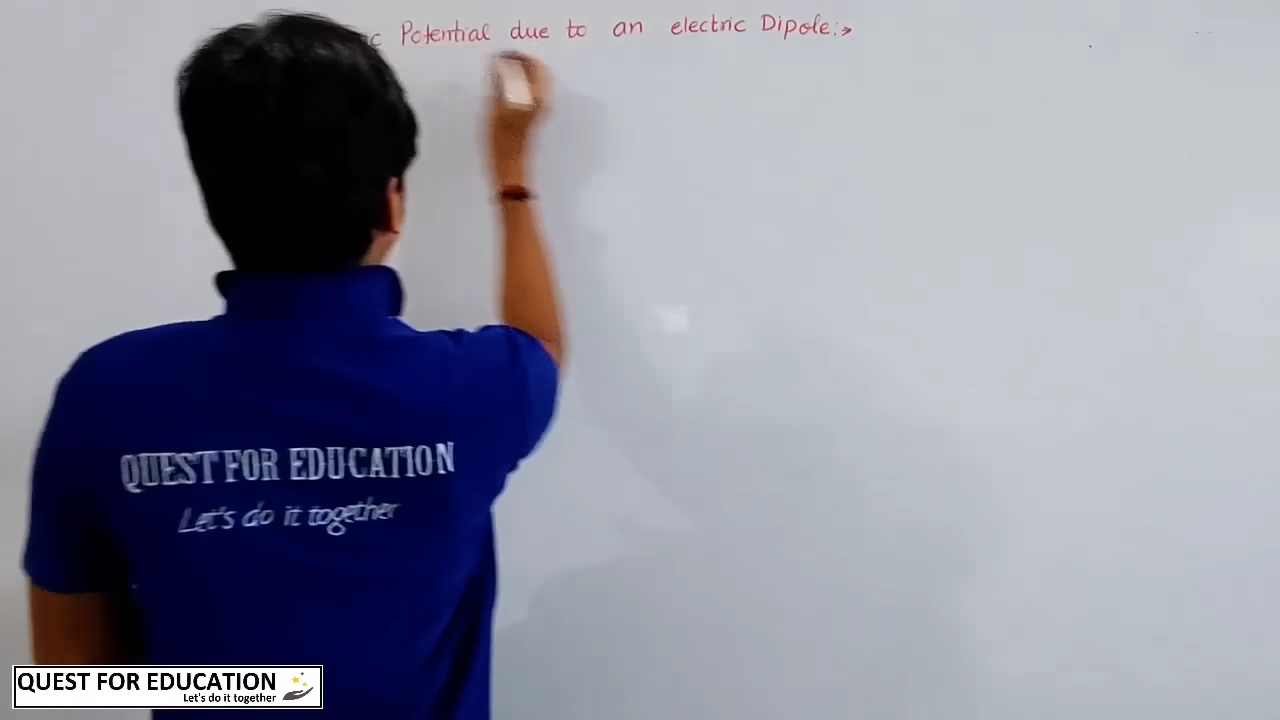 Potential due to an electric Dipole:→
QUEST FOR EDUCATION
Let's do it together
QUEST FOR EDUCATION
Let's do it together